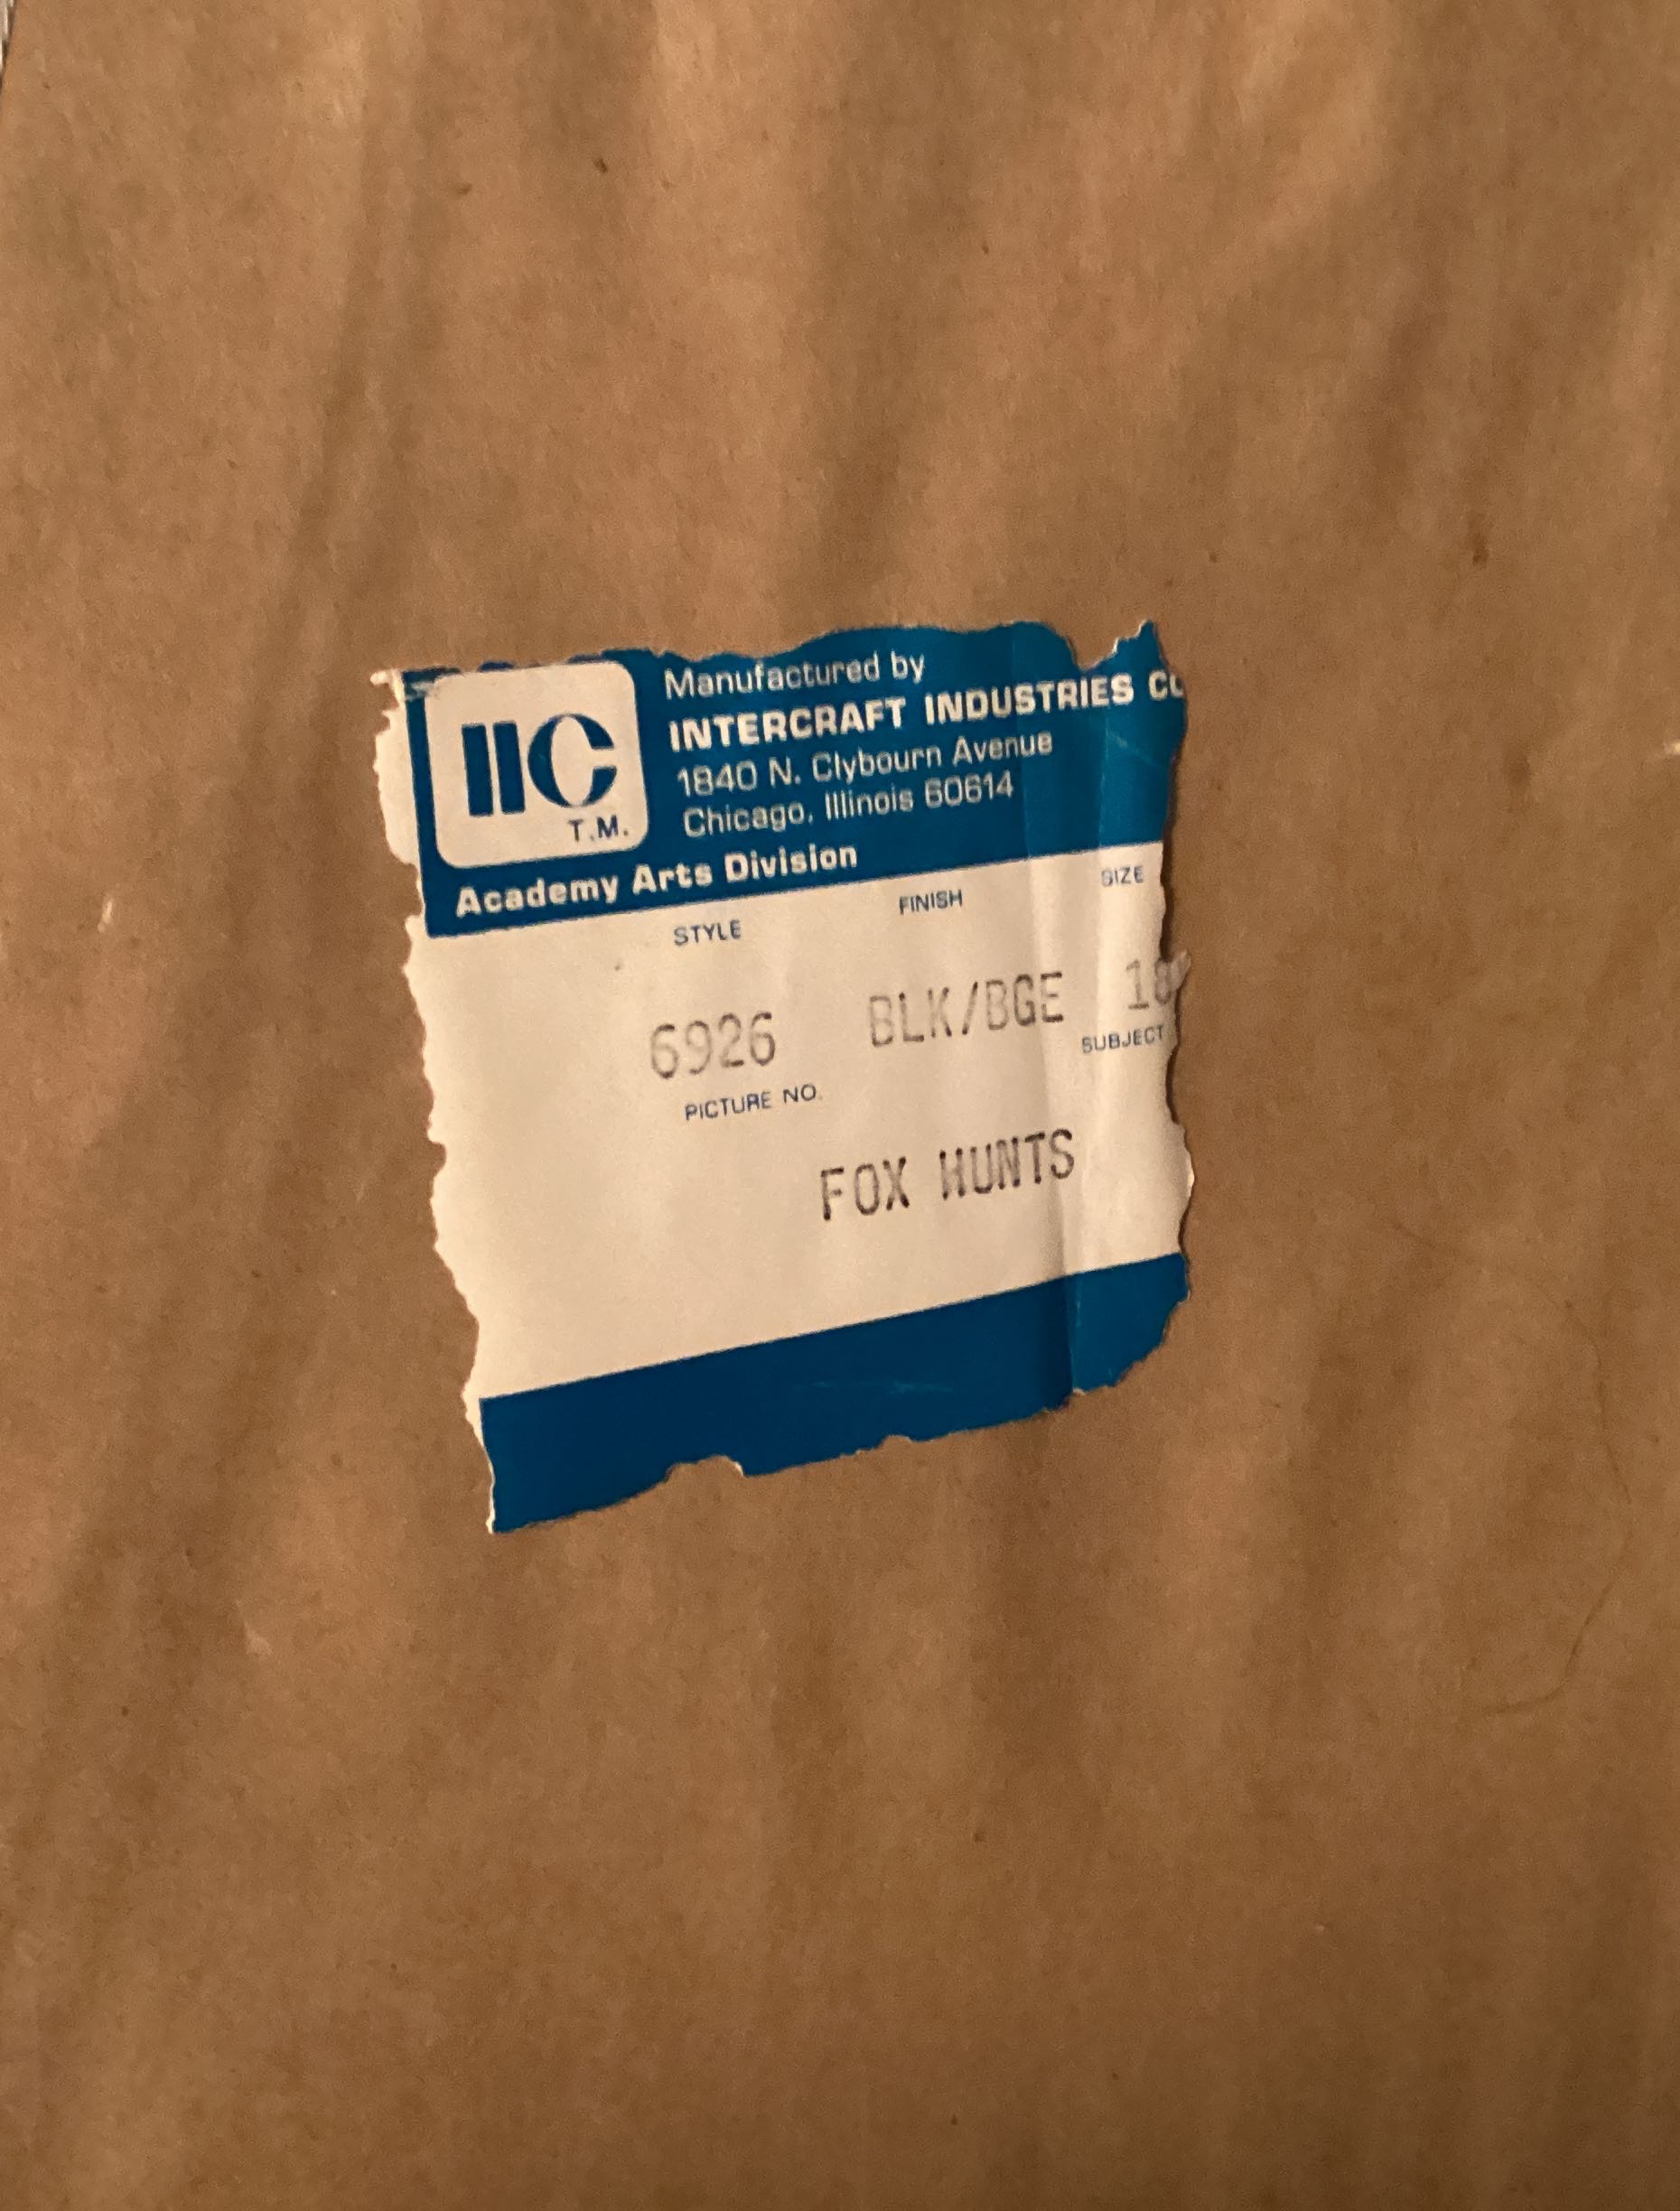 IIC
T.M.
Manufactured by
INTERCRAFT INDUSTRIES
1840 N. Clybourn Avenue
Chicago, Illinois 60614
Academy Arts Division
STYLE FINISH SIZE
6926 BLK/BGE
PICTURE NO. SUBJECT
FOX HUNTS